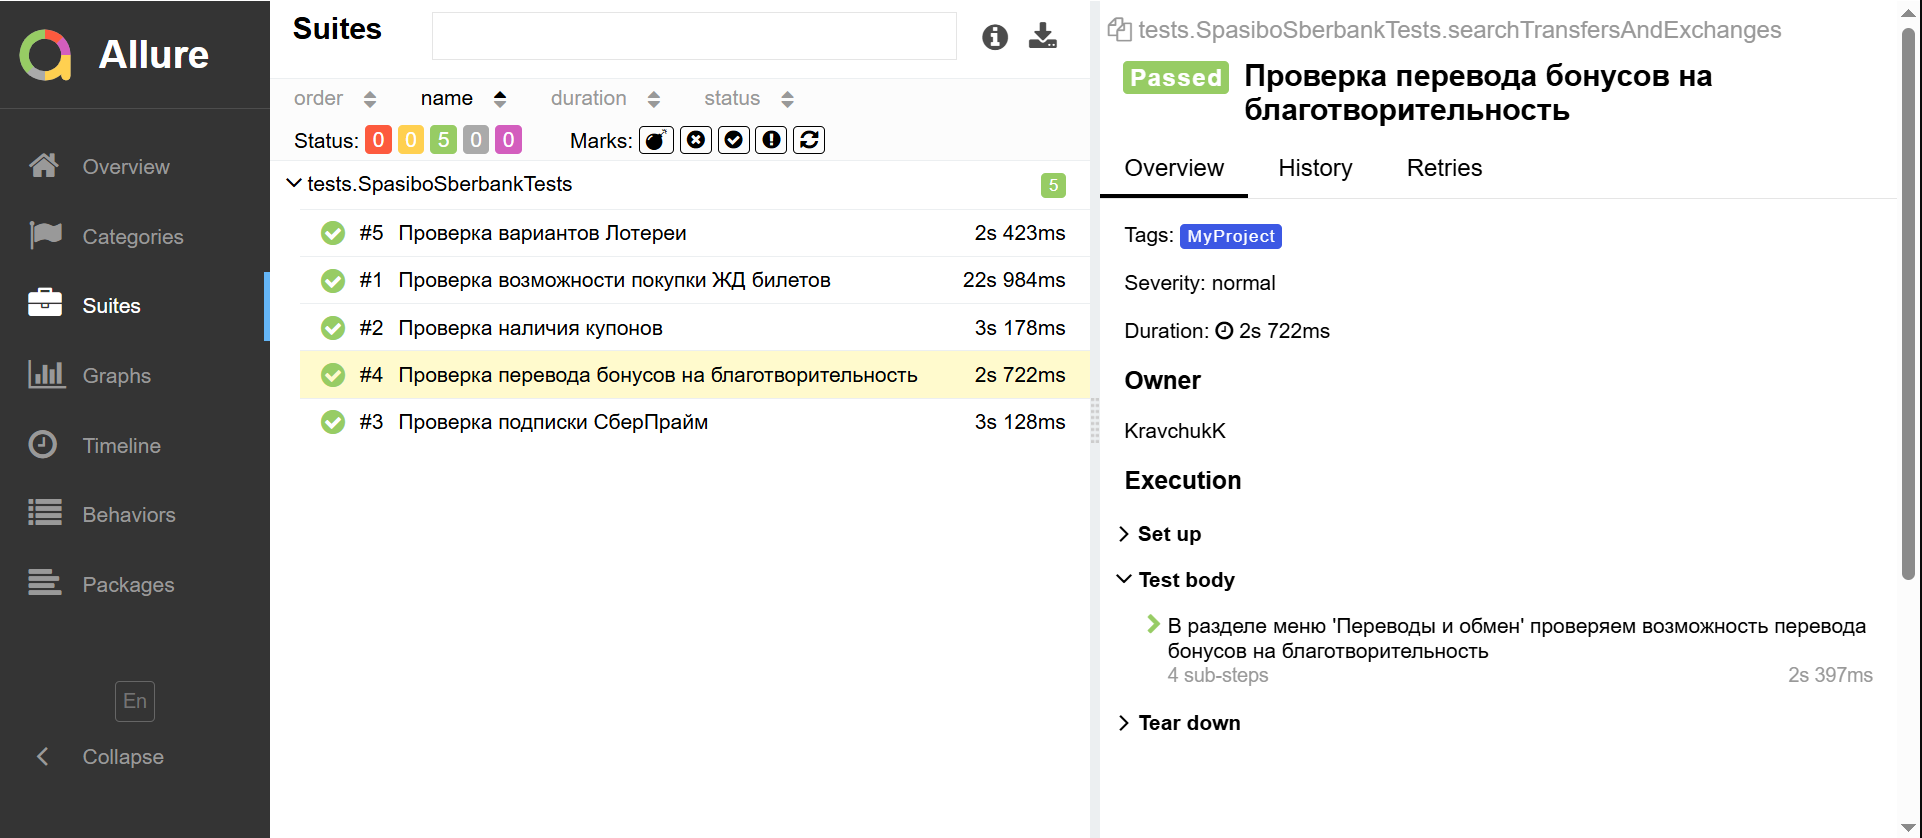 Allure
Overview
Categories
Suites
Graphs
Timeline
Behaviors
Packages
En
Collapse
Suites
order name duration status
Status: 0 0 5 0 0 Marks:
tests.SpasiboSberbankTests 5
#5 Проверка вариантов Лотереи 2s 423ms
#1 Проверка возможности покупки ЖД билетов 22s 984ms
#2 Проверка наличия купонов 3s 178ms
#4 Проверка перевода бонусов на благотворительность 2s 722ms
#3 Проверка подписки СберПрайм 3s 128ms
tests.SpasiboSberbankTests.searchTransfersAndExchanges
Passed Проверка перевода бонусов на
благотворительность
Overview History Retries
Tags: MyProject
Severity: normal
Duration: 2s 722ms
Owner
KravchukK
Execution
Set up
Test body
В разделе меню 'Переводы и обмен' проверяем возможность перевода
бонусов на благотворительность
4 sub-steps 2s 397ms
Tear down